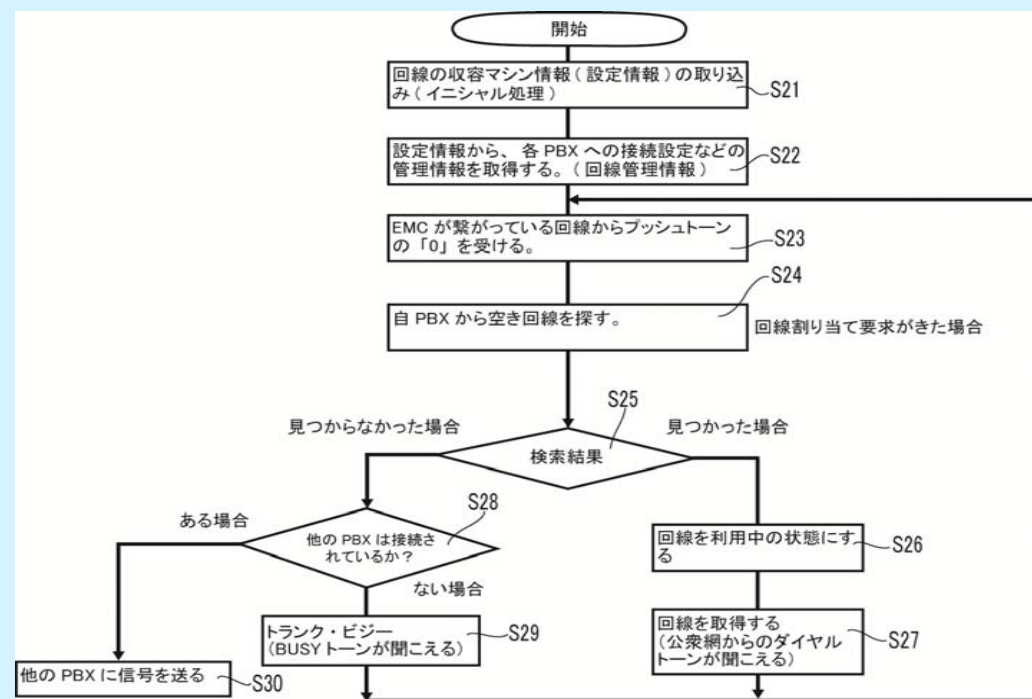 開始
回線の収容マシン情報(設定情報)の取り込
み(イニシャル処理)
S21
設定情報から、各PBXへの接続設定などの
管理情報を取得する。(回線管理情報)
S22
EMCが繋がっている回線からプッシュトーン
の「0」を受ける。
S23
S24
自PBXから空き回線を探す。
回線割り当て要求がきた場合
S25
見つからなかった場合
見つかった場合
検索結果
S28
ある場合
他のPBXは接続さ
れているか?
ない場合
回線を利用中の状態にす
る
S26
トランク・ビジー
(BUSYトーンが聞こえる)
S29
回線を取得する
(公衆網からのダイヤル
トーンが聞こえる)
S27
他のPBXに信号を送る
S30